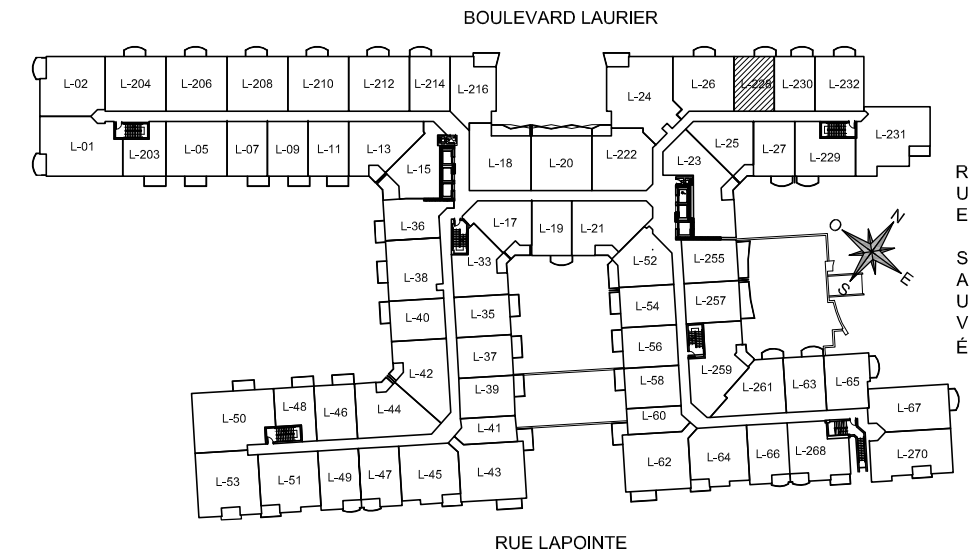 BOULEVARD LAURIER
L-02 L-204 L-206 L-208 L-210 L-212 L-214 L-216 L-24 L-26 L-228 L-230 L-232
L-01 L-203 L-05 L-07 L-09 L-11 L-13 L-15 L-18 L-20 L-222 L-23 L-25 L-27 L-229 L-231
L-36 L-17 L-19 L-21
L-33 L-52 L-255
L-38
L-35 L-54 L-257
L-40
L-37 L-56
L-42 L-39 L-58 L-259 L-261 L-63 L-65
L-50 L-48 L-46 L-44 L-41 L-60 L-67
L-53 L-51 L-49 L-47 L-45 L-43 L-62 L-64 L-66 L-268 L-270
N
O
E
S
RUE SAUVÉ
RUE LAPOINTE